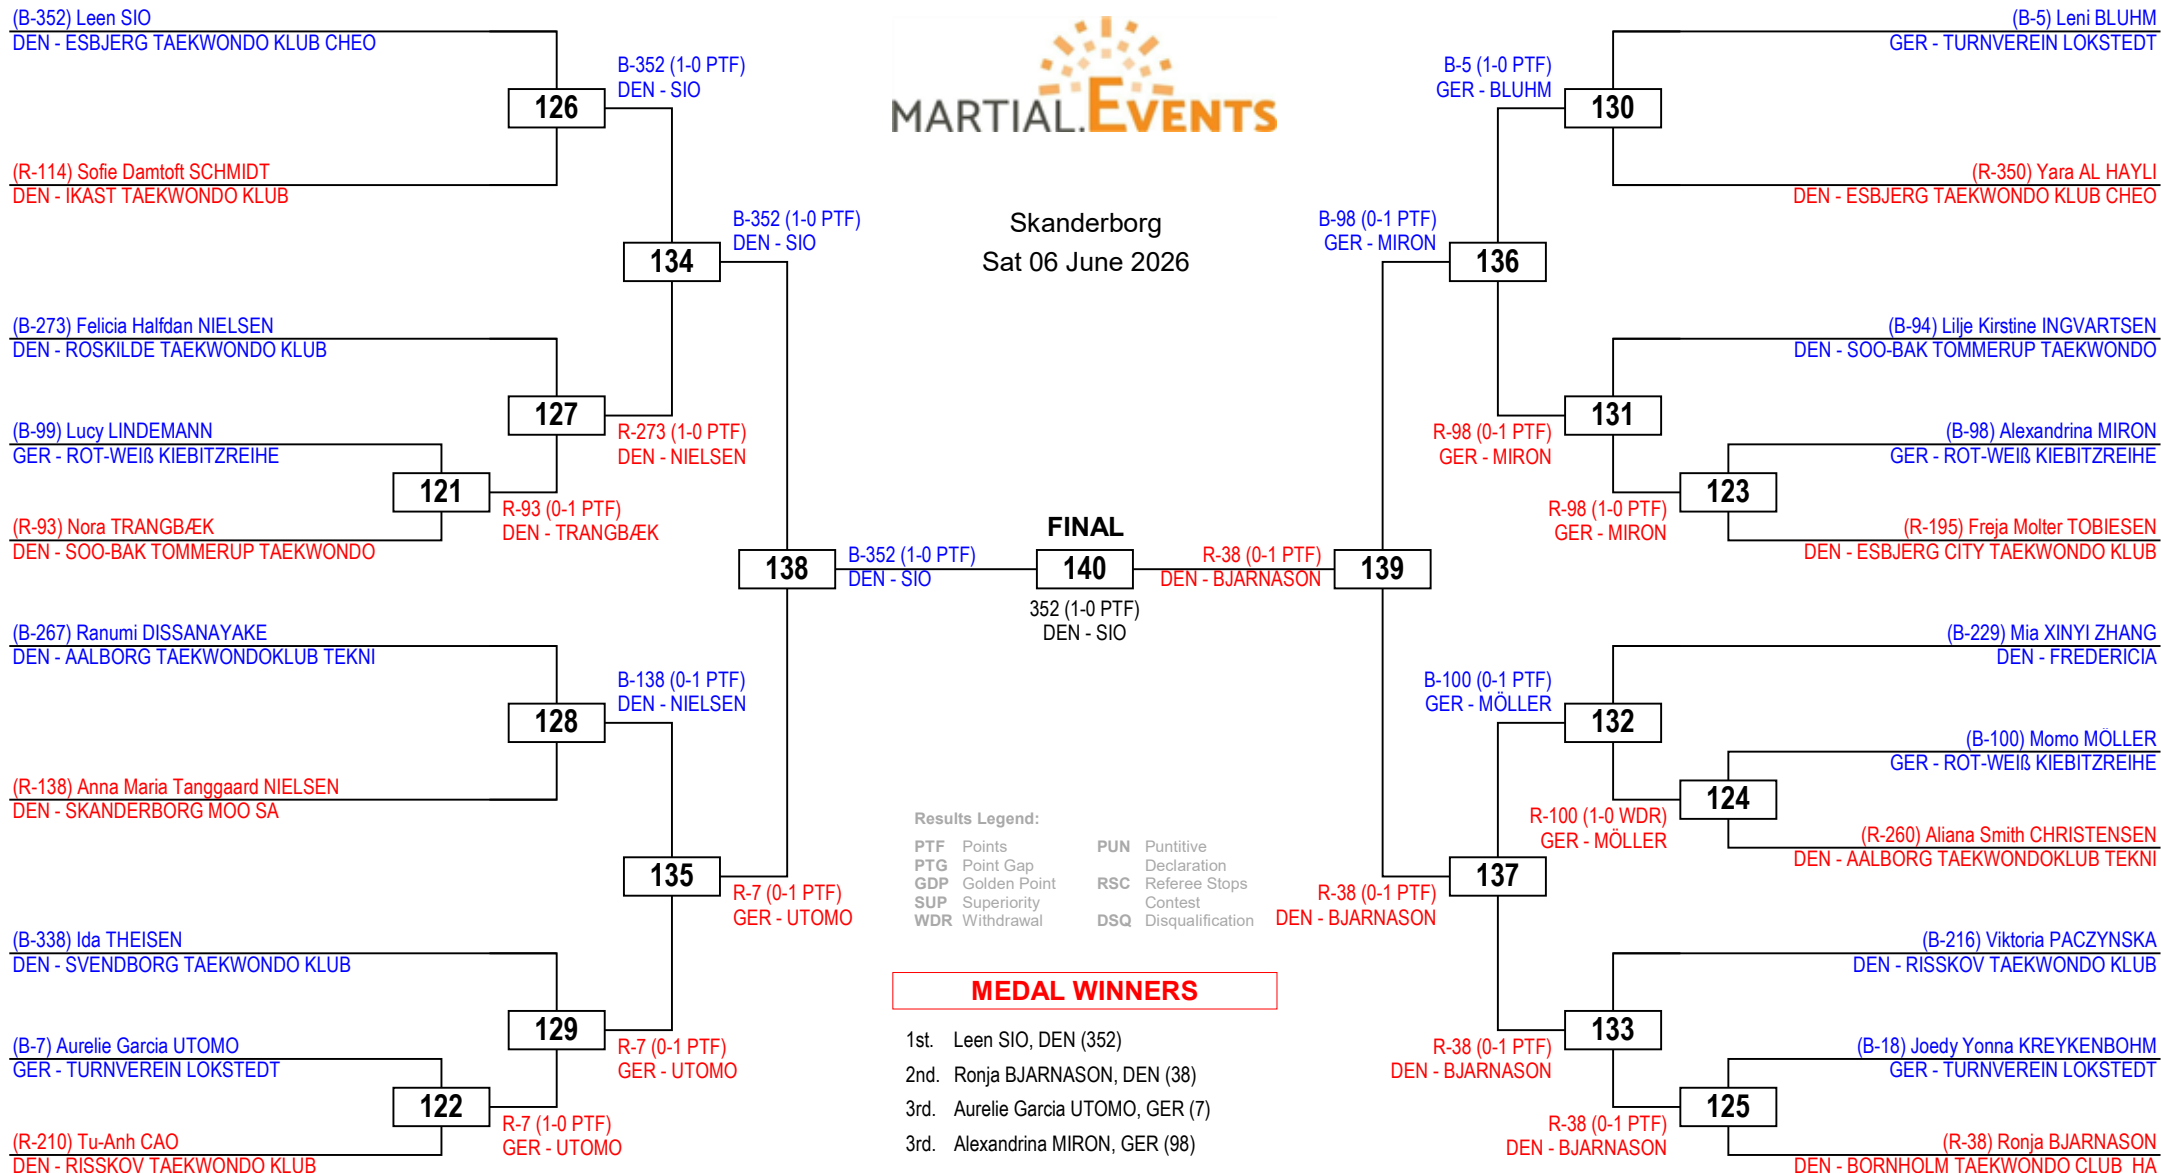 (B-352) Leen SIO
DEN - ESBJERG TAEKWONDO KLUB CHEO
B-352 (1-0 PTF)
DEN - SIO
126
(R-114) Sofie Damtoft SCHMIDT
DEN - IKAST TAEKWONDO KLUB
B-352 (1-0 PTF)
DEN - SIO
134
(B-273) Felicia Halfdan NIELSEN
DEN - ROSKILDE TAEKWONDO KLUB
127
R-273 (1-0 PTF)
DEN - NIELSEN
(B-99) Lucy LINDEMANN
GER - ROT-WEIß KIEBITZREIHE
121
R-93 (0-1 PTF)
DEN - TRANGBÆK
(R-93) Nora TRANGBÆK
DEN - SOO-BAK TOMMERUP TAEKWONDO
138
B-352 (1-0 PTF)
DEN - SIO
(B-267) Ranumi DISSANAYAKE
DEN - AALBORG TAEKWONDOKLUB TEKNI
B-138 (0-1 PTF)
DEN - NIELSEN
128
(R-138) Anna Maria Tanggaard NIELSEN
DEN - SKANDERBORG MOO SA
135
R-7 (0-1 PTF)
GER - UTOMO
(B-338) Ida THEISEN
DEN - SVENDBORG TAEKWONDO KLUB
129
R-7 (0-1 PTF)
GER - UTOMO
(B-7) Aurelie Garcia UTOMO
GER - TURNVEREIN LOKSTEDT
122
R-7 (1-0 PTF)
GER - UTOMO
(R-210) Tu-Anh CAO
DEN - RISSKOV TAEKWONDO KLUB
MARTIAL.EVENTS
Skanderborg
Sat 06 June 2026
FINAL
140
352 (1-0 PTF)
DEN - SIO
Results Legend:
PTF Points
PTG Point Gap
GDP Golden Point
SUP Superiority
WDR Withdrawal
PUN Puntitive
Declaration
RSC Referee Stops
Contest
DSQ Disqualification
MEDAL WINNERS
1st. Leen SIO, DEN (352)
2nd. Ronja BJARNASON, DEN (38)
3rd. Aurelie Garcia UTOMO, GER (7)
3rd. Alexandrina MIRON, GER (98)
(B-5) Leni BLUHM
GER - TURNVEREIN LOKSTEDT
B-5 (1-0 PTF)
GER - BLUHM
130
(R-350) Yara AL HAYLI
DEN - ESBJERG TAEKWONDO KLUB CHEO
B-98 (0-1 PTF)
GER - MIRON
136
(B-94) Lilje Kirstine INGVARTSEN
DEN - SOO-BAK TOMMERUP TAEKWONDO
131
R-98 (0-1 PTF)
GER - MIRON
(B-98) Alexandrina MIRON
GER - ROT-WEIß KIEBITZREIHE
123
R-98 (1-0 PTF)
GER - MIRON
(R-195) Freja Molter TOBIESEN
DEN - ESBJERG CITY TAEKWONDO KLUB
R-38 (0-1 PTF)
DEN - BJARNASON
139
(B-229) Mia XINYI ZHANG
DEN - FREDERICIA
B-100 (0-1 PTF)
GER - MÖLLER
132
(B-100) Momo MÖLLER
GER - ROT-WEIß KIEBITZREIHE
124
R-100 (1-0 WDR)
GER - MÖLLER
(R-260) Aliana Smith CHRISTENSEN
DEN - AALBORG TAEKWONDOKLUB TEKNI
137
R-38 (0-1 PTF)
DEN - BJARNASON
(B-216) Viktoria PACZYNSKA
DEN - RISSKOV TAEKWONDO KLUB
133
R-38 (0-1 PTF)
DEN - BJARNASON
(B-18) Joedy Yonna KREYKENBOHM
GER - TURNVEREIN LOKSTEDT
125
R-38 (0-1 PTF)
DEN - BJARNASON
(R-38) Ronja BJARNASON
DEN - BORNHOLM TAEKWONDO CLUB HA